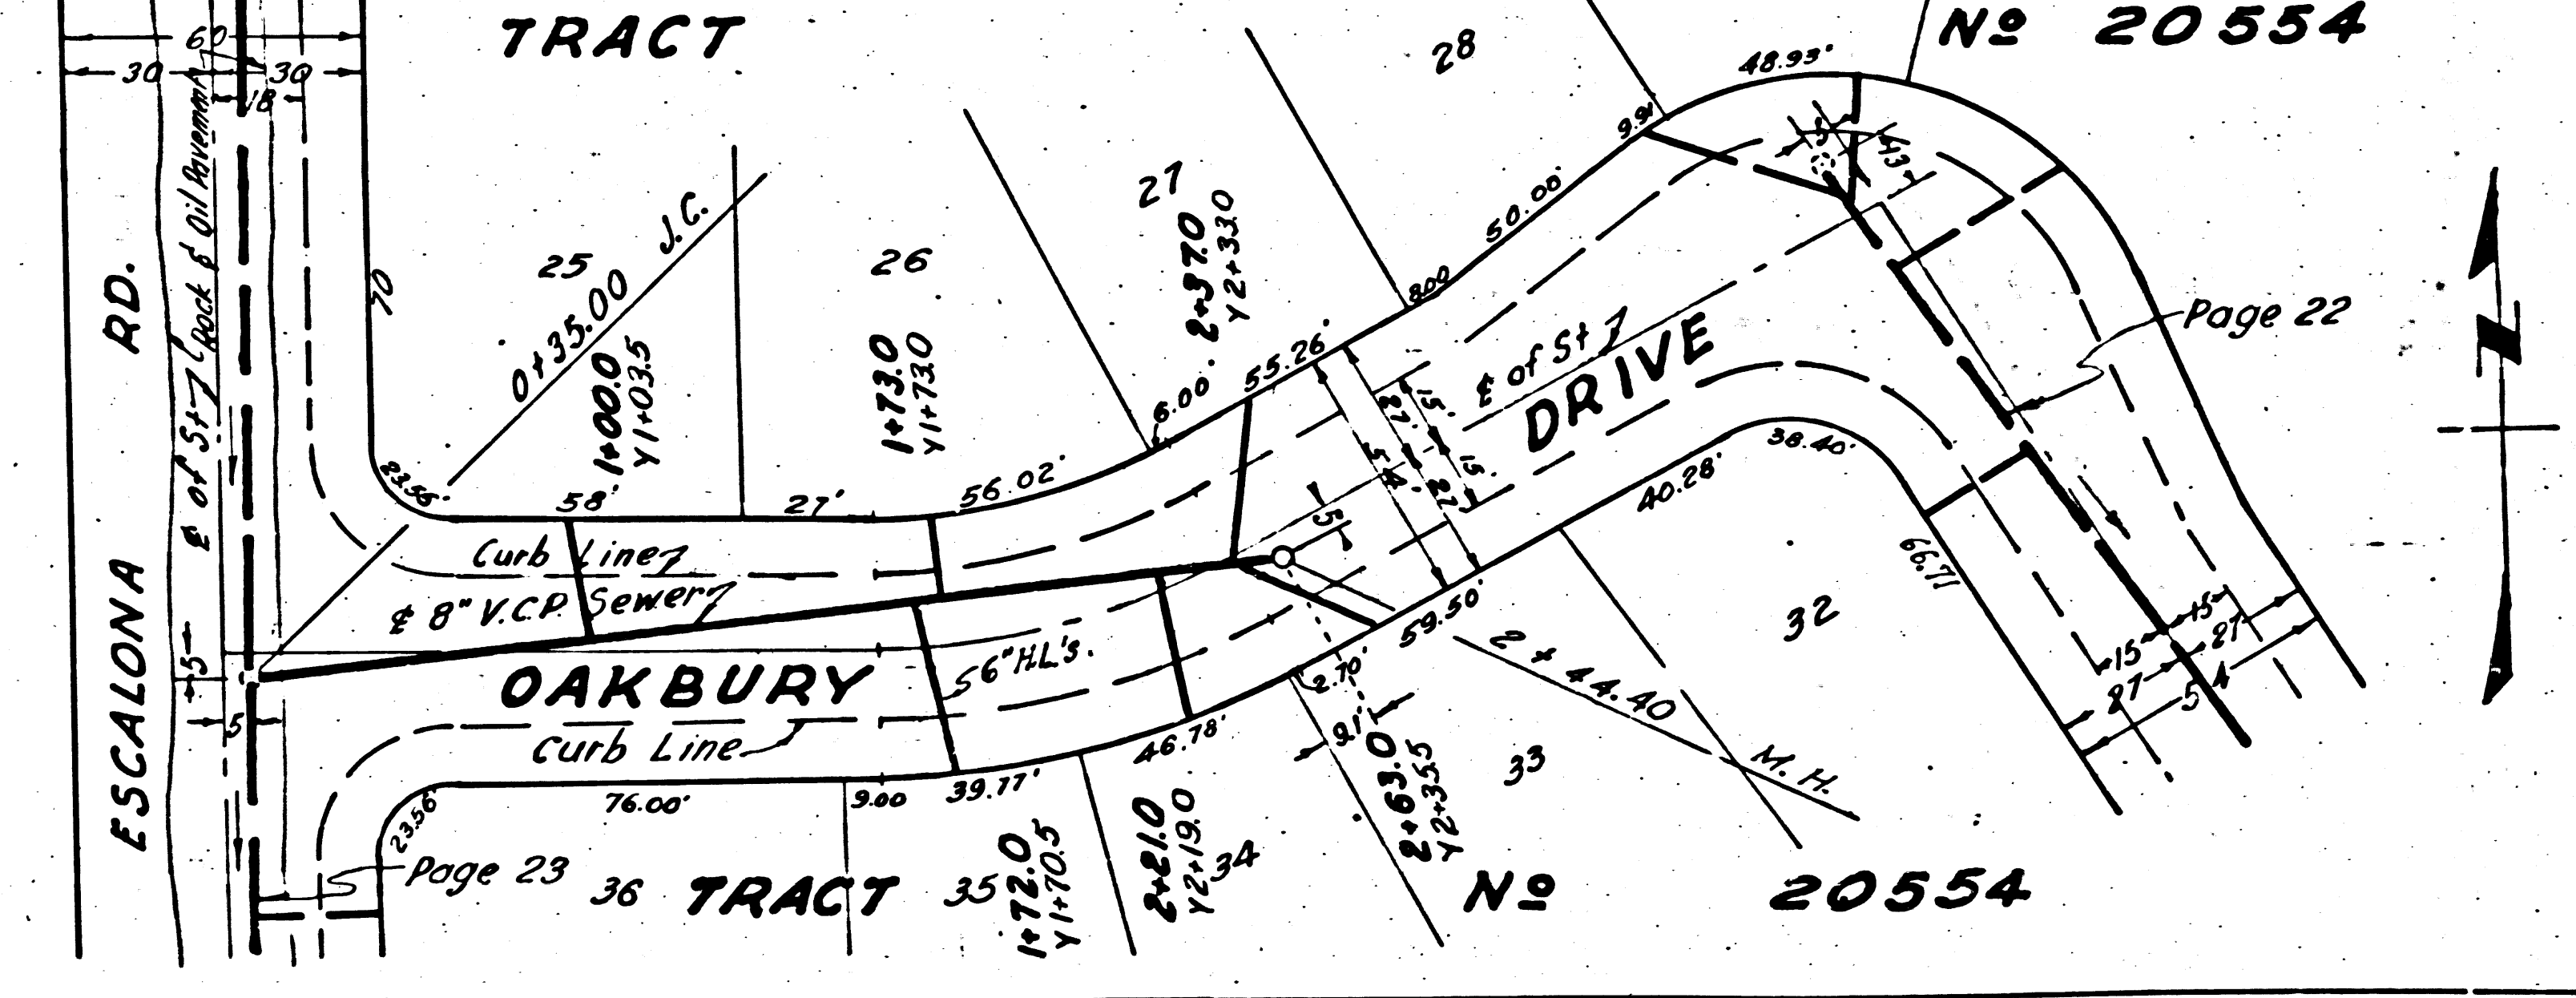 TRACT
Nº 20554
60
30
30
18
Rock & Oil Pavement
℄ of St
ESCALONA RD.
70
25
26
27
28
0+35.00 J.C.
1+00.0
Y1+03.5
1+73.0
Y1+73.0
2+37.0
Y2+33.0
23.56'
58'
27'
56.02'
6.00'
55.26'
8.00
50.00'
48.93'
5
43
℄ of St
DRIVE
15'
27'
15'
27'
54'
5
Page 22
Curb Line
℄ 8" V.C.P. Sewer
OAKBURY
5 6" H.L's.
Curb Line
5
5
38.40'
40.28'
59.50'
2.70'
66.71
32
2+44.40
M.H.
15
15
27
27
54
23.56'
76.00'
9.00
39.77'
46.78'
91'
2+63.0
Y2+35.5
33
Page 23
36
TRACT
35
1+72.0
Y1+70.5
2+21.0
Y2+19.0
34
Nº 20554
N